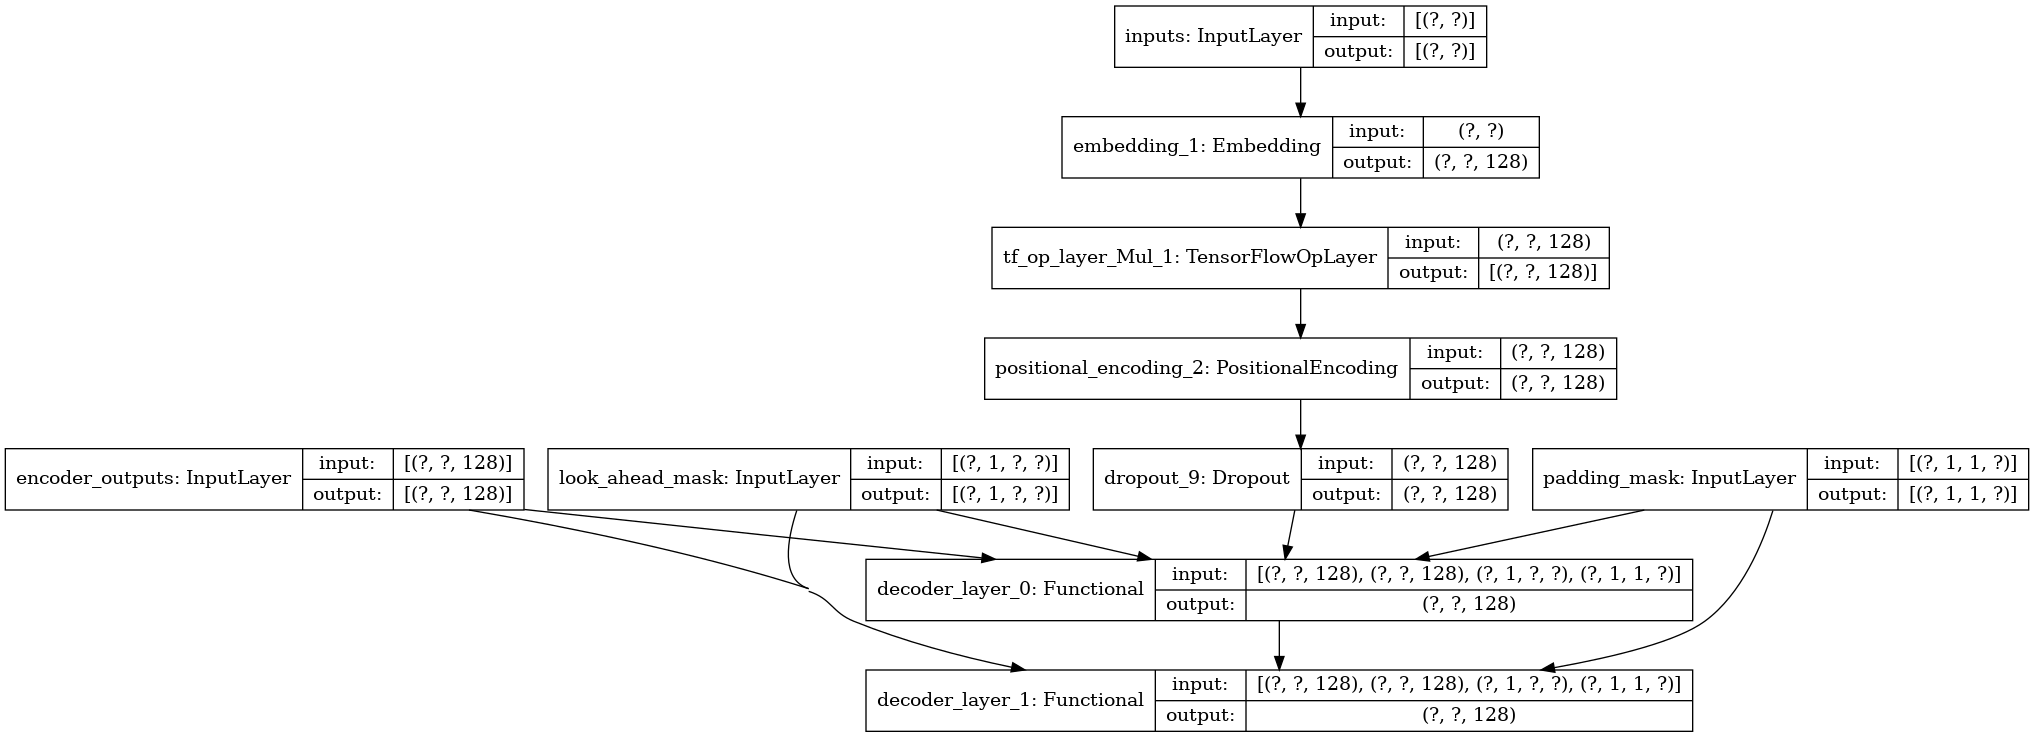 inputs: InputLayer
input: [(?, ?)]
output: [(?, ?)]
embedding_1: Embedding
input: (?, ?)
output: (?, ?, 128)
tf_op_layer_Mul_1: TensorFlowOpLayer
input: (?, ?, 128)
output: [(?, ?, 128)]
positional_encoding_2: PositionalEncoding
input: (?, ?, 128)
output: (?, ?, 128)
encoder_outputs: InputLayer
input: [(?, ?, 128)]
output: [(?, ?, 128)]
look_ahead_mask: InputLayer
input: [(?, 1, ?, ?)]
output: [(?, 1, ?, ?)]
dropout_9: Dropout
input: (?, ?, 128)
output: (?, ?, 128)
padding_mask: InputLayer
input: [(?, 1, 1, ?)]
output: [(?, 1, 1, ?)]
decoder_layer_0: Functional
input: [(?, ?, 128), (?, ?, 128), (?, 1, ?, ?), (?, 1, 1, ?)]
output: (?, ?, 128)
decoder_layer_1: Functional
input: [(?, ?, 128), (?, ?, 128), (?, 1, ?, ?), (?, 1, 1, ?)]
output: (?, ?, 128)